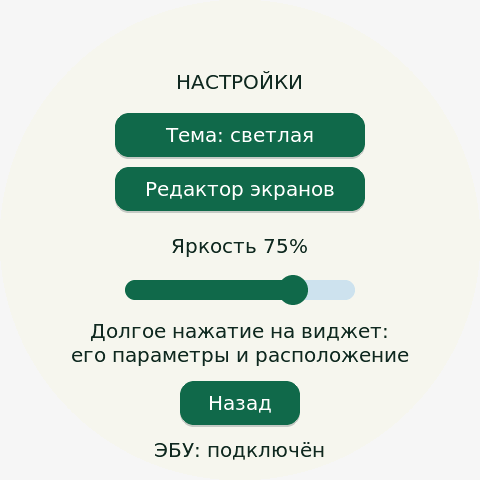 НАСТРОЙКИ
Тема: светлая
Редактор экранов
Яркость 75%
Долгое нажатие на виджет:
его параметры и расположение
Назад
ЭБУ: подключён